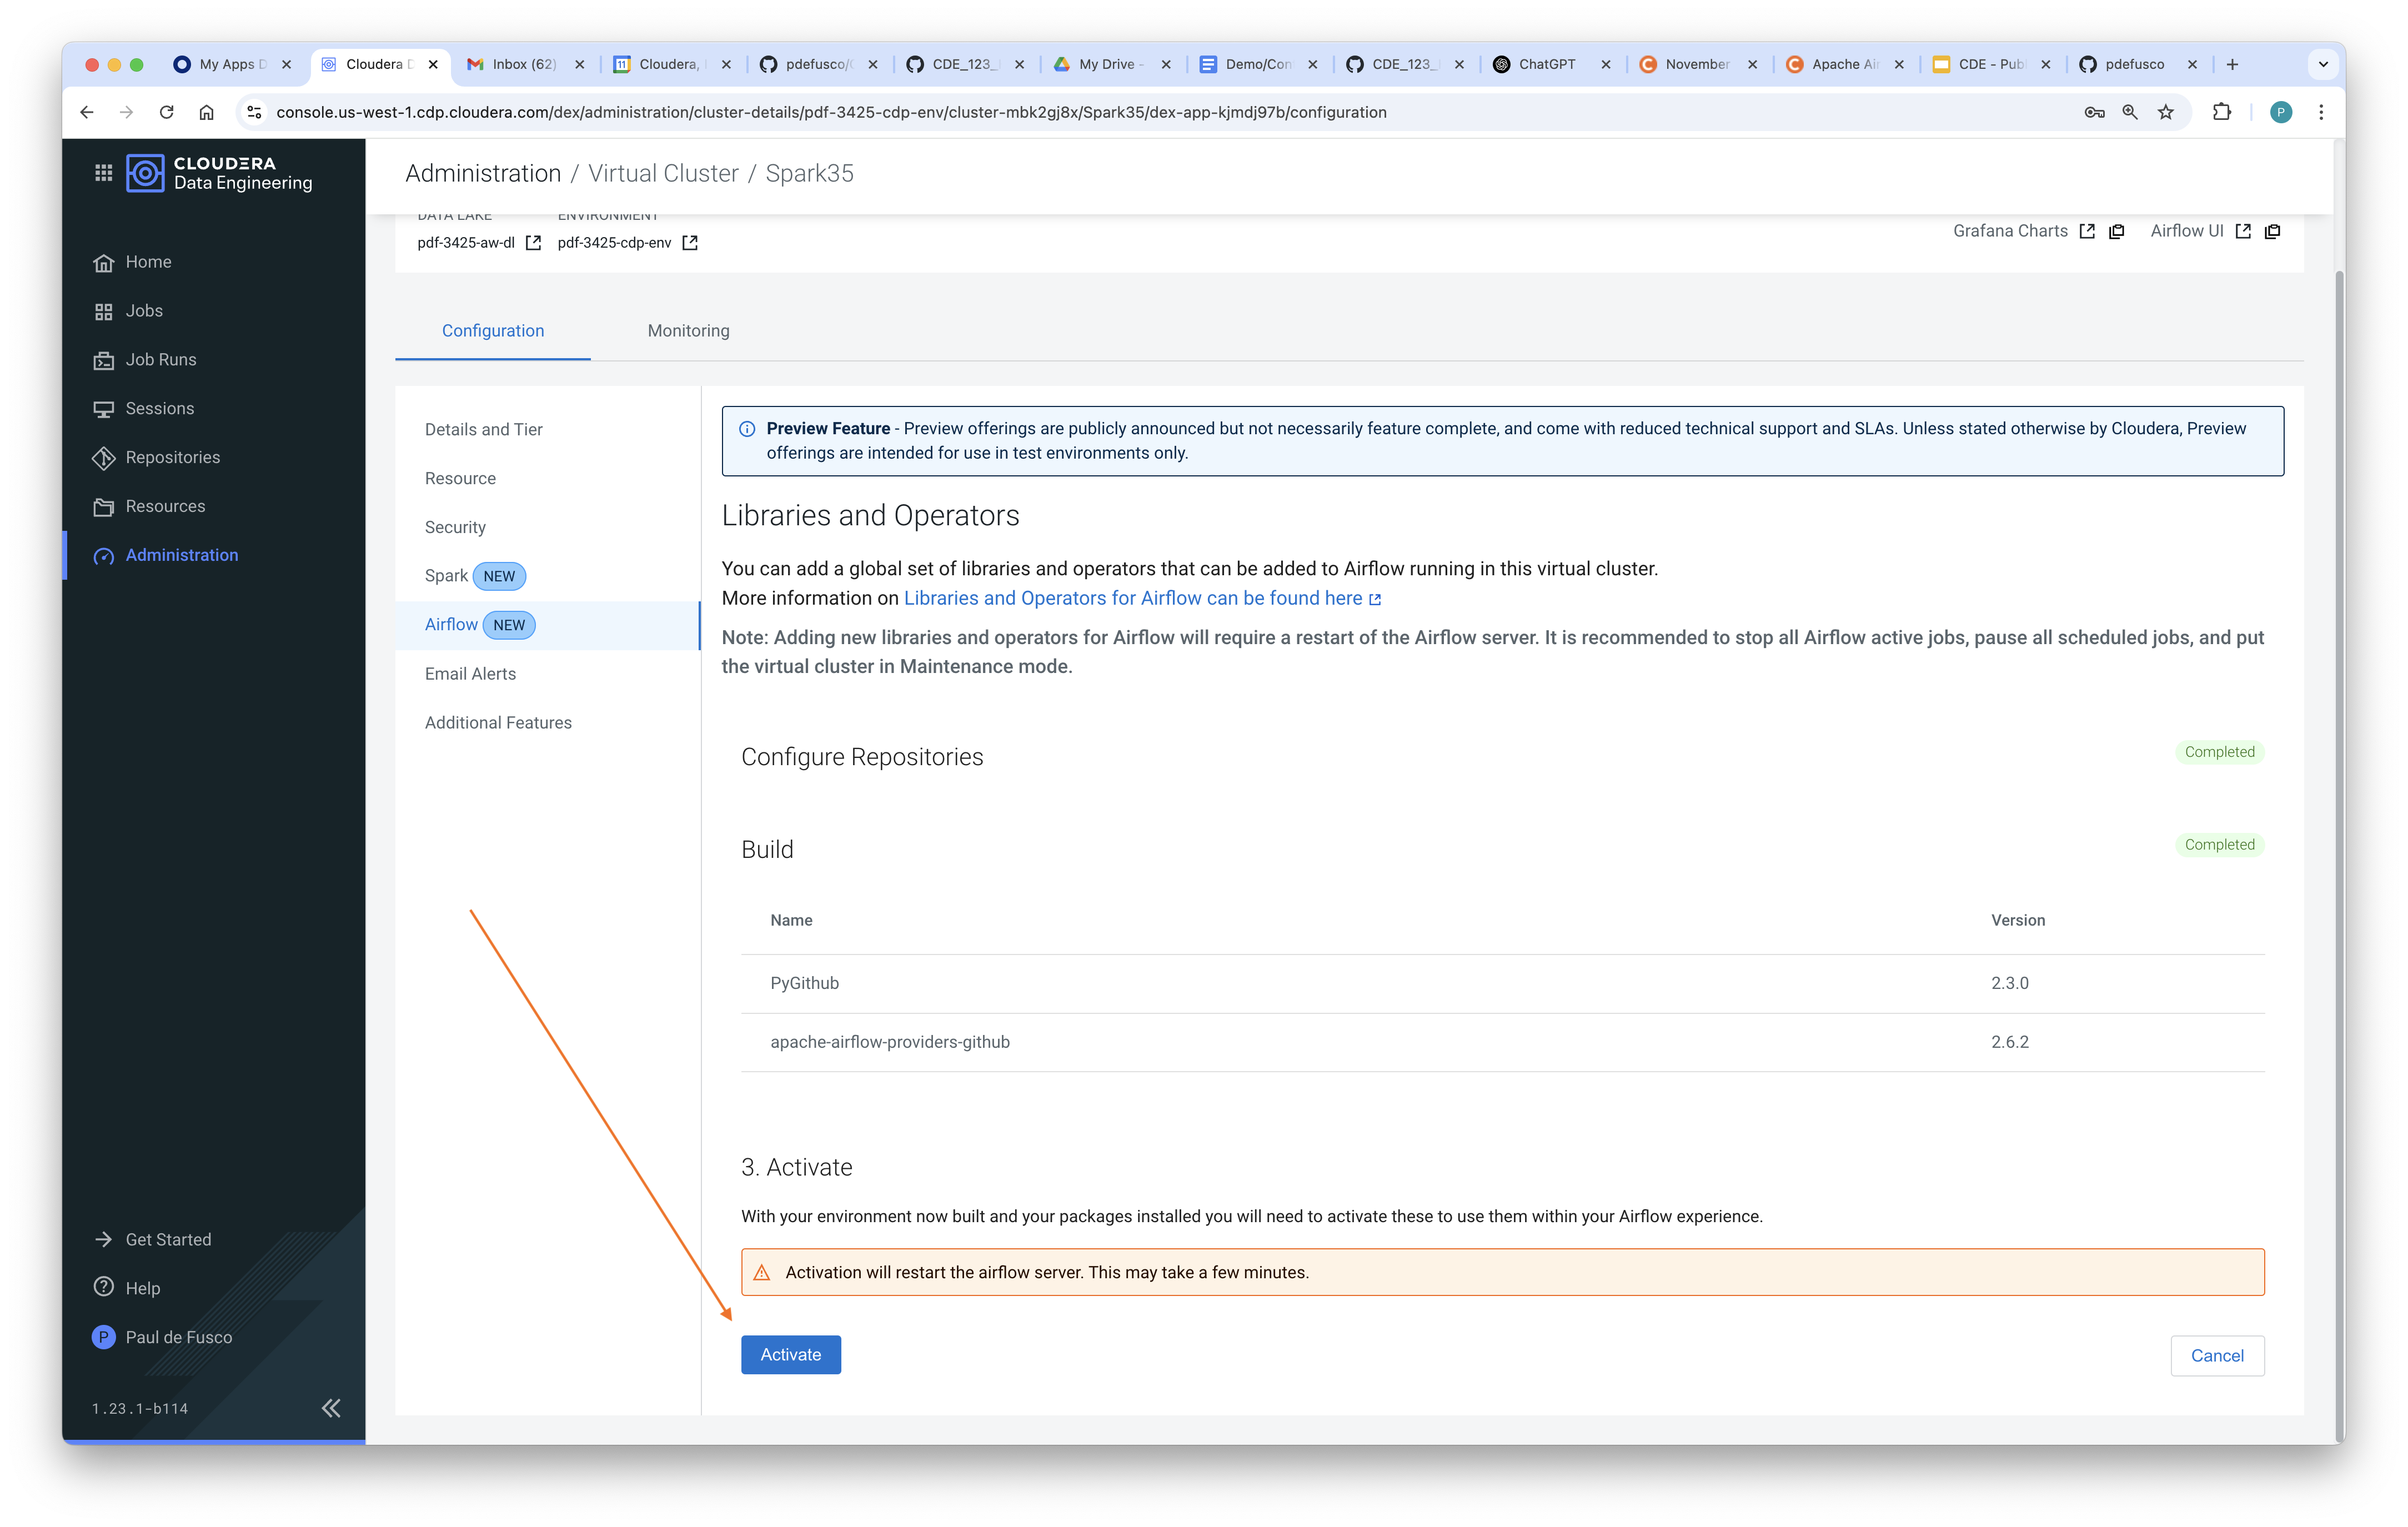 My Apps D
Cloudera D
Inbox (62)
Cloudera,
pdefusco/C
CDE_123_
My Drive -
Demo/Con
CDE_123_
ChatGPT
November
Apache Air
CDE - Publ
pdefusco
console.us-west-1.cdp.cloudera.com/dex/administration/cluster-details/pdf-3425-cdp-env/cluster-mbk2gj8x/Spark35/dex-app-kjmdj97b/configuration
P
CLOUDERA
Data Engineering
Home
Jobs
Job Runs
Sessions
Repositories
Resources
Administration
Get Started
Help
P Paul de Fusco
1.23.1-b114
Administration / Virtual Cluster / Spark35
DATA LAKE ENVIRONMENT
pdf-3425-aw-dl pdf-3425-cdp-env
Grafana Charts Airflow UI
Configuration Monitoring
Details and Tier
Resource
Security
Spark NEW
Airflow NEW
Email Alerts
Additional Features
Preview Feature - Preview offerings are publicly announced but not necessarily feature complete, and come with reduced technical support and SLAs. Unless stated otherwise by Cloudera, Preview
offerings are intended for use in test environments only.
Libraries and Operators
You can add a global set of libraries and operators that can be added to Airflow running in this virtual cluster.
More information on Libraries and Operators for Airflow can be found here
Note: Adding new libraries and operators for Airflow will require a restart of the Airflow server. It is recommended to stop all Airflow active jobs, pause all scheduled jobs, and put
the virtual cluster in Maintenance mode.
Configure Repositories Completed
Build Completed
Name Version
PyGithub 2.3.0
apache-airflow-providers-github 2.6.2
3. Activate
With your environment now built and your packages installed you will need to activate these to use them within your Airflow experience.
Activation will restart the airflow server. This may take a few minutes.
Activate Cancel